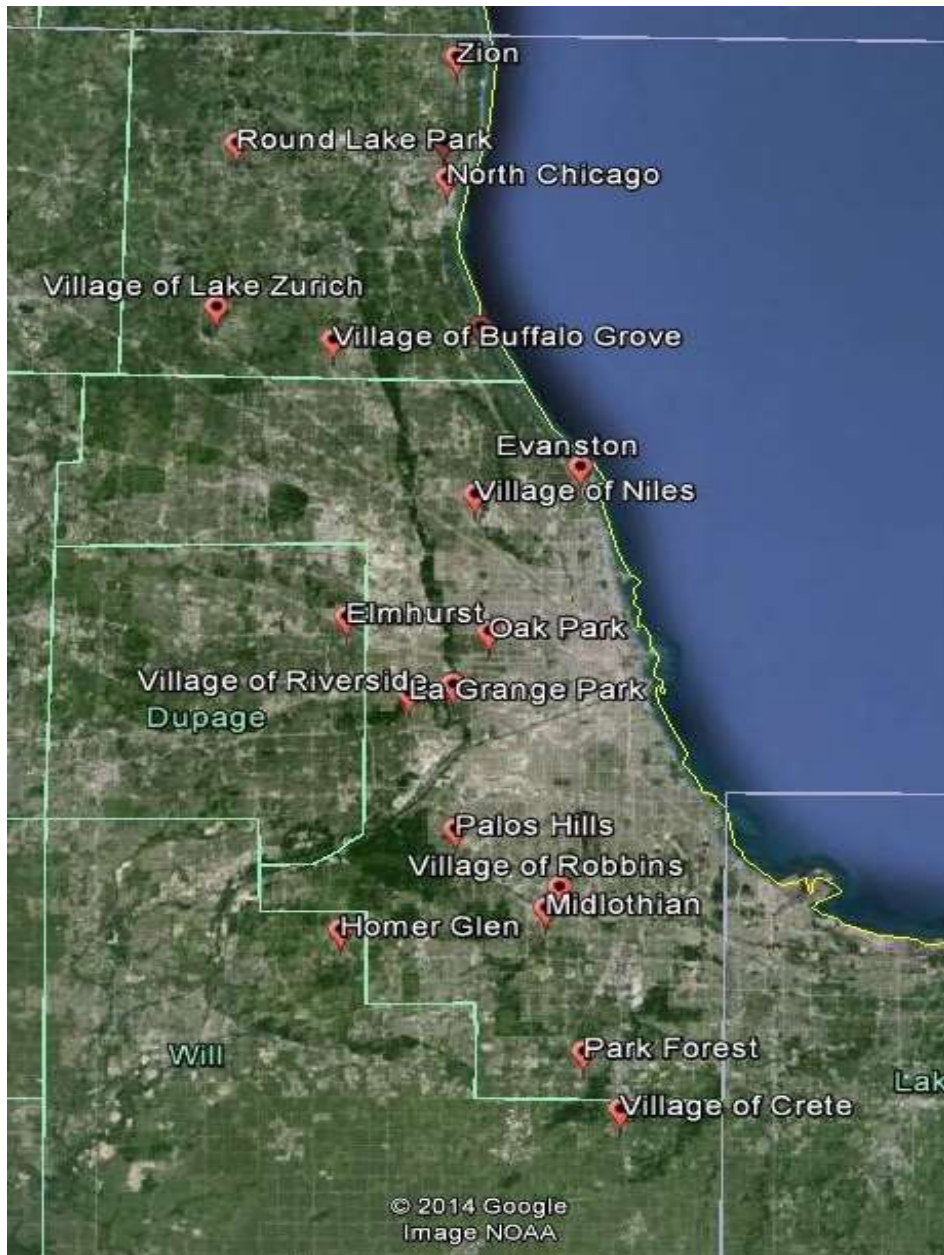 Zion
Round Lake Park
North Chicago
Village of Lake Zurich
Village of Buffalo Grove
Evanston
Village of Niles
Elmhurst
Oak Park
Village of Riverside
La Grange Park
Dupage
Palos Hills
Village of Robbins
Midlothian
Homer Glen
Park Forest
Will
Lak
Village of Crete
© 2014 Google
Image NOAA